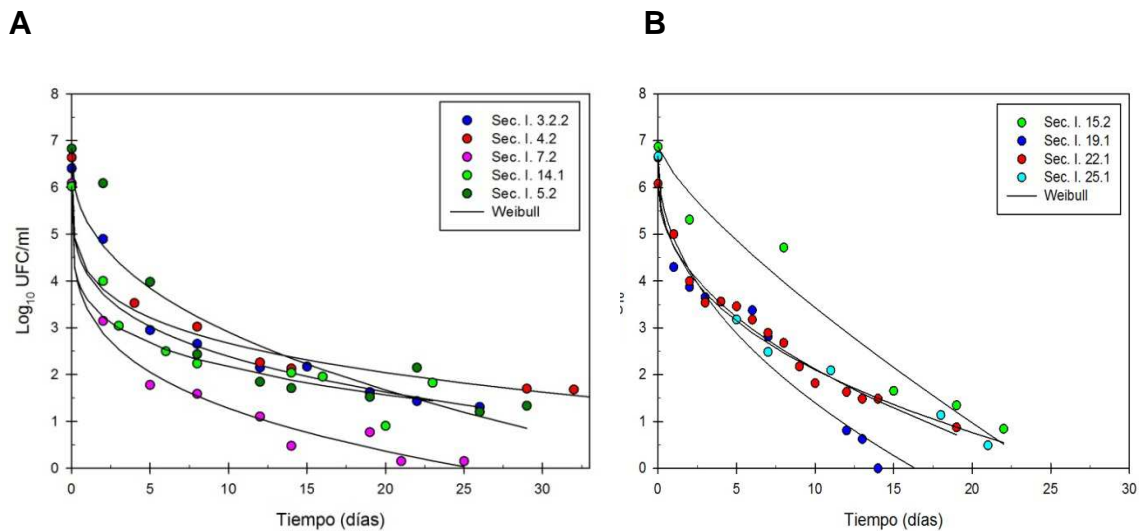 A
B
8
7
6
5
4
3
2
1
0
Log₁₀ UFC/ml
0 5 10 15 20 25 30
Tiempo (días)
Sec. I. 3.2.2
Sec. I. 4.2
Sec. I. 7.2
Sec. I. 14.1
Sec. I. 5.2
Weibull
8
7
6
5
4
3
2
1
0
0 5 10 15 20 25 30
Tiempo (días)
Sec. I. 15.2
Sec. I. 19.1
Sec. I. 22.1
Sec. I. 25.1
Weibull